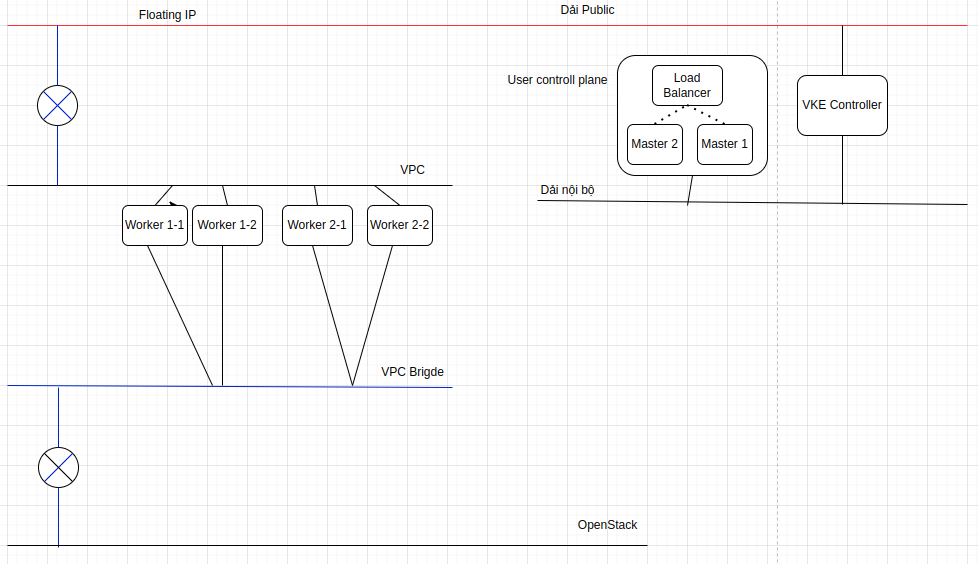 Floating IP
Dải Public
User controll plane
Load
Balancer
Master 2
Master 1
VKE Controller
VPC
Dải nội bộ
Worker 1-1
Worker 1-2
Worker 2-1
Worker 2-2
VPC Brigde
OpenStack